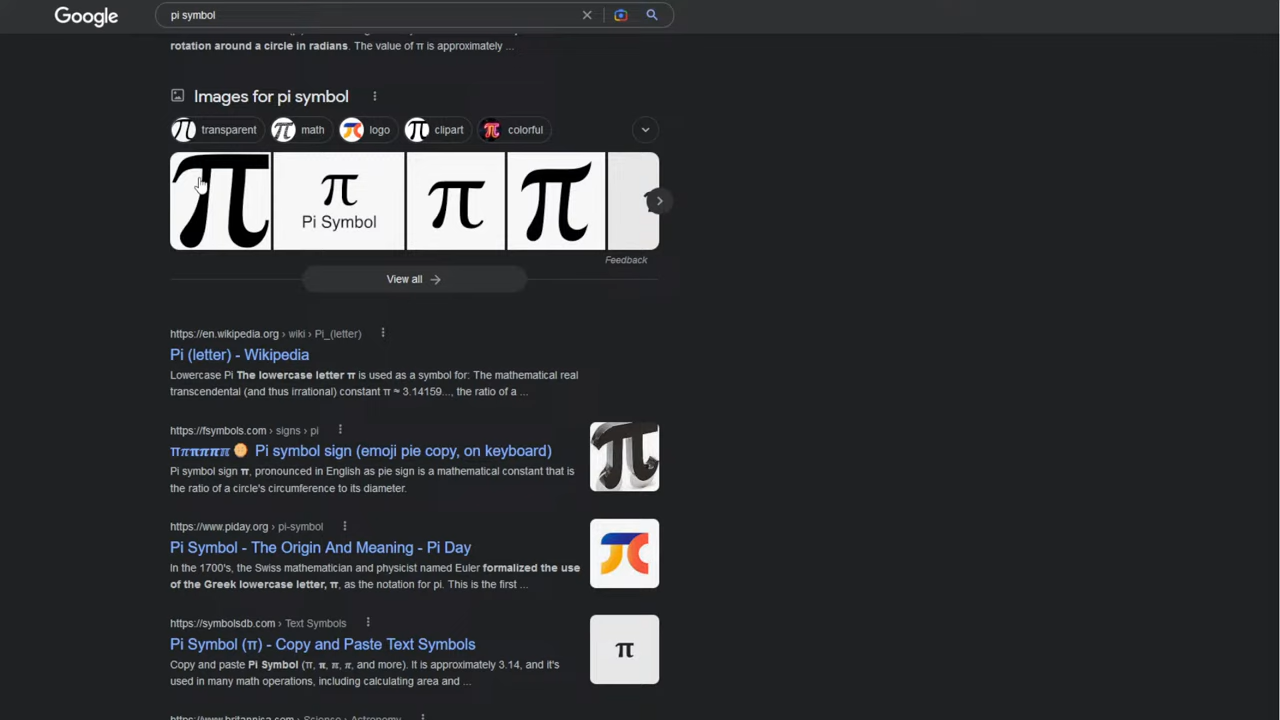 Google
pi symbol
rotation around a circle in radians. The value of π is approximately ...
Images for pi symbol
transparent
math
logo
clipart
colorful
π
π
Pi Symbol
π
π
Feedback
View all
https://en.wikipedia.org › wiki › Pi_(letter)
Pi (letter) - Wikipedia
Lowercase Pi The lowercase letter π is used as a symbol for: The mathematical real
transcendental (and thus irrational) constant π ≈ 3.14159..., the ratio of a ...
https://fsymbols.com › signs › pi
Pi symbol sign (emoji pie copy, on keyboard)
Pi symbol sign π, pronounced in English as pie sign is a mathematical constant that is
the ratio of a circle's circumference to its diameter.
π
https://www.piday.org › pi-symbol
Pi Symbol - The Origin And Meaning - Pi Day
In the 1700's, the Swiss mathematician and physicist named Euler formalized the use
of the Greek lowercase letter, π, as the notation for pi. This is the first ...
https://symbolsdb.com › Text Symbols
Pi Symbol (π) - Copy and Paste Text Symbols
Copy and paste Pi Symbol (π, π, π, π, and more). It is approximately 3.14, and it's
used in many math operations, including calculating area and ...
π